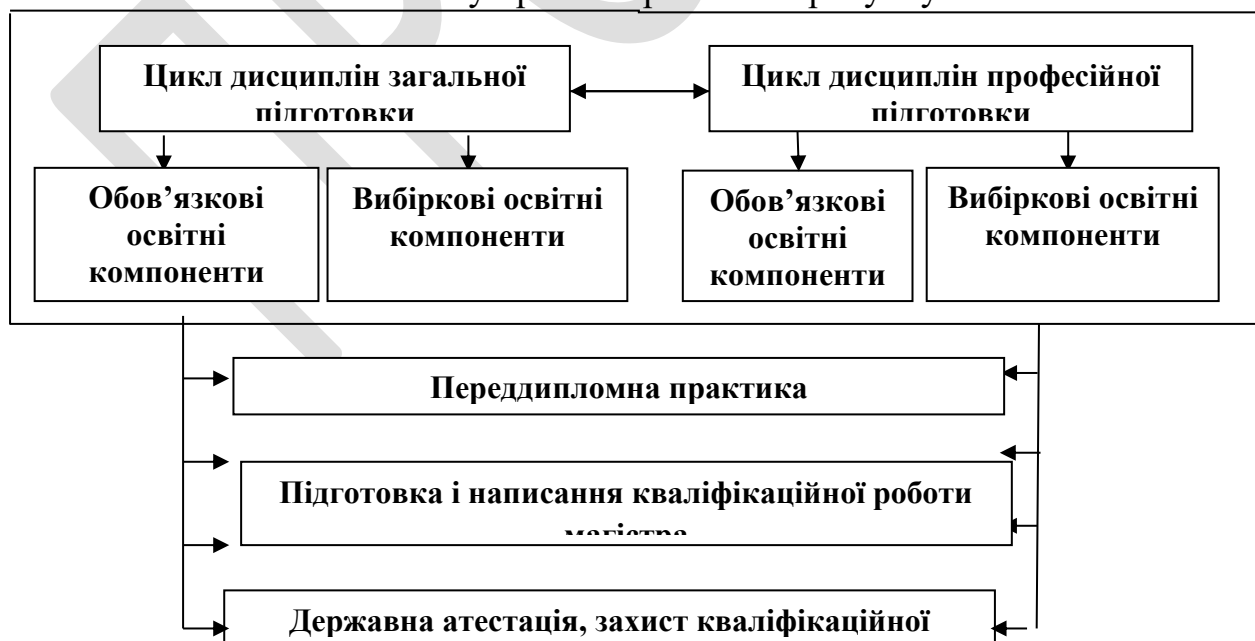 Цикл дисциплін загальної
підготовки
Цикл дисциплін професійної
підготовки
Обов’язкові
освітні
компоненти
Вибіркові освітні
компоненти
Обов’язкові
освітні
компоненти
Вибіркові освітні
компоненти
Переддипломна практика
Підготовка і написання кваліфікаційної роботи
магістра
Державна атестація, захист кваліфікаційної